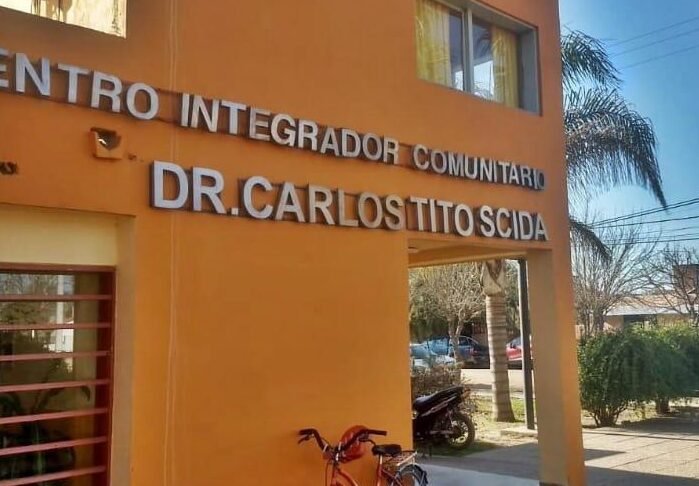 ENTRO INTEGRADOR COMUNITARIO
DR.CARLOS TITO SCIDA